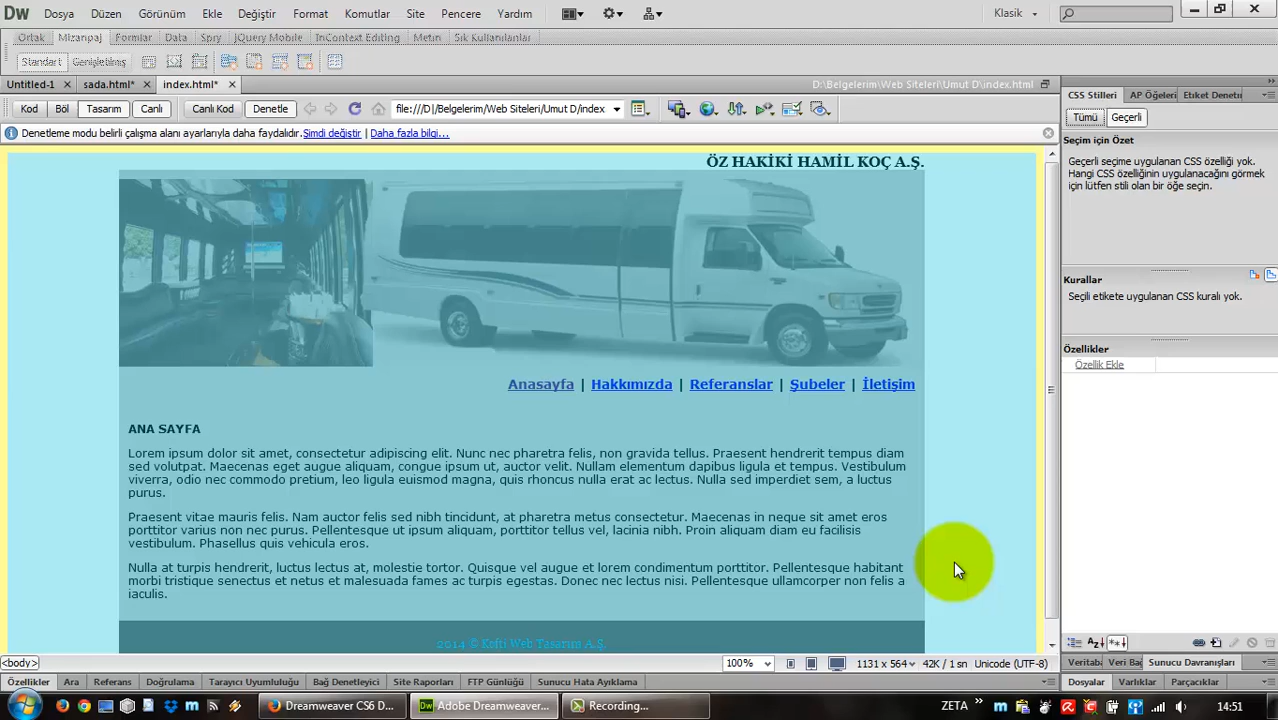 Dw Dosya Düzen Görünüm Ekle Değiştir Format Komutlar Site Pencere Yardım Klasik
Ortak Mizanpaj Formlar Data Spry jQuery Mobile InContext Editing Metin Sık Kullanılanlar
Standart Genişletilmiş
Untitled-1 sada.html* index.html* D:\Belgelerim\Web Siteleri\Umut D\index.html
CSS Stilleri AP Öğeleri Etiket Denetim
Kod Böl Tasarım Canlı Canlı Kod Denetle file:///D|/Belgelerim/Web Siteleri/Umut D/index
Tümü Geçerli
Denetleme modu belirli çalışma alanı ayarlarıyla daha faydalıdır. Şimdi değiştir Daha fazla bilgi...
Seçim için Özet
Geçerli seçime uygulanan CSS özelliği yok.
Hangi CSS özelliğinin uygulanacağını görmek
için lütfen stili olan bir öğe seçin.
ÖZ HAKİKİ HAMİL KOÇ A.Ş.
Kurallar
Seçili etikete uygulanan CSS kuralı yok.
Özellikler
Özellik Ekle
Anasayfa | Hakkımızda | Referanslar | Şubeler | İletişim
ANA SAYFA
Lorem ipsum dolor sit amet, consectetur adipiscing elit. Nunc nec pharetra felis, non gravida tellus. Praesent hendrerit tempus diam
sed volutpat. Maecenas eget augue aliquam, congue ipsum ut, auctor velit. Nullam elementum dapibus ligula et tempus. Vestibulum
viverra, odio nec commodo pretium, leo ligula euismod magna, quis rhoncus nulla erat ac lectus. Nulla sed imperdiet sem, a luctus
purus.
Praesent vitae mauris felis. Nam auctor felis sed nibh tincidunt, at pharetra metus consectetur. Maecenas in neque sit amet eros
porttitor varius non nec purus. Pellentesque ut ipsum aliquam, porttitor tellus vel, lacinia nibh. Proin aliquam diam eu facilisis
vestibulum. Phasellus quis vehicula eros.
Nulla at turpis hendrerit, luctus lectus at, molestie tortor. Quisque vel augue et lorem condimentum porttitor. Pellentesque habitant
morbi tristique senectus et netus et malesuada fames ac turpis egestas. Donec nec lectus nisi. Pellentesque ullamcorper non felis a
iaculis.
2014 © Kofti Web Tasarım A.Ş.
<body> 100% 1131 x 564 42K / 1 sn Unicode (UTF-8)
Veritaba Veri Bağ Sunucu Davranışları
Özellikler Ara Referans Doğrulama Tarayıcı Uyumluluğu Bağ Denetleyici Site Raporları FTP Günlüğü Sunucu Hata Ayıklama
Dosyalar Varlıklar Parçacıklar
Dreamweaver CS6 D... Adobe Dreamweaver... Recording... ZETA » 14:51